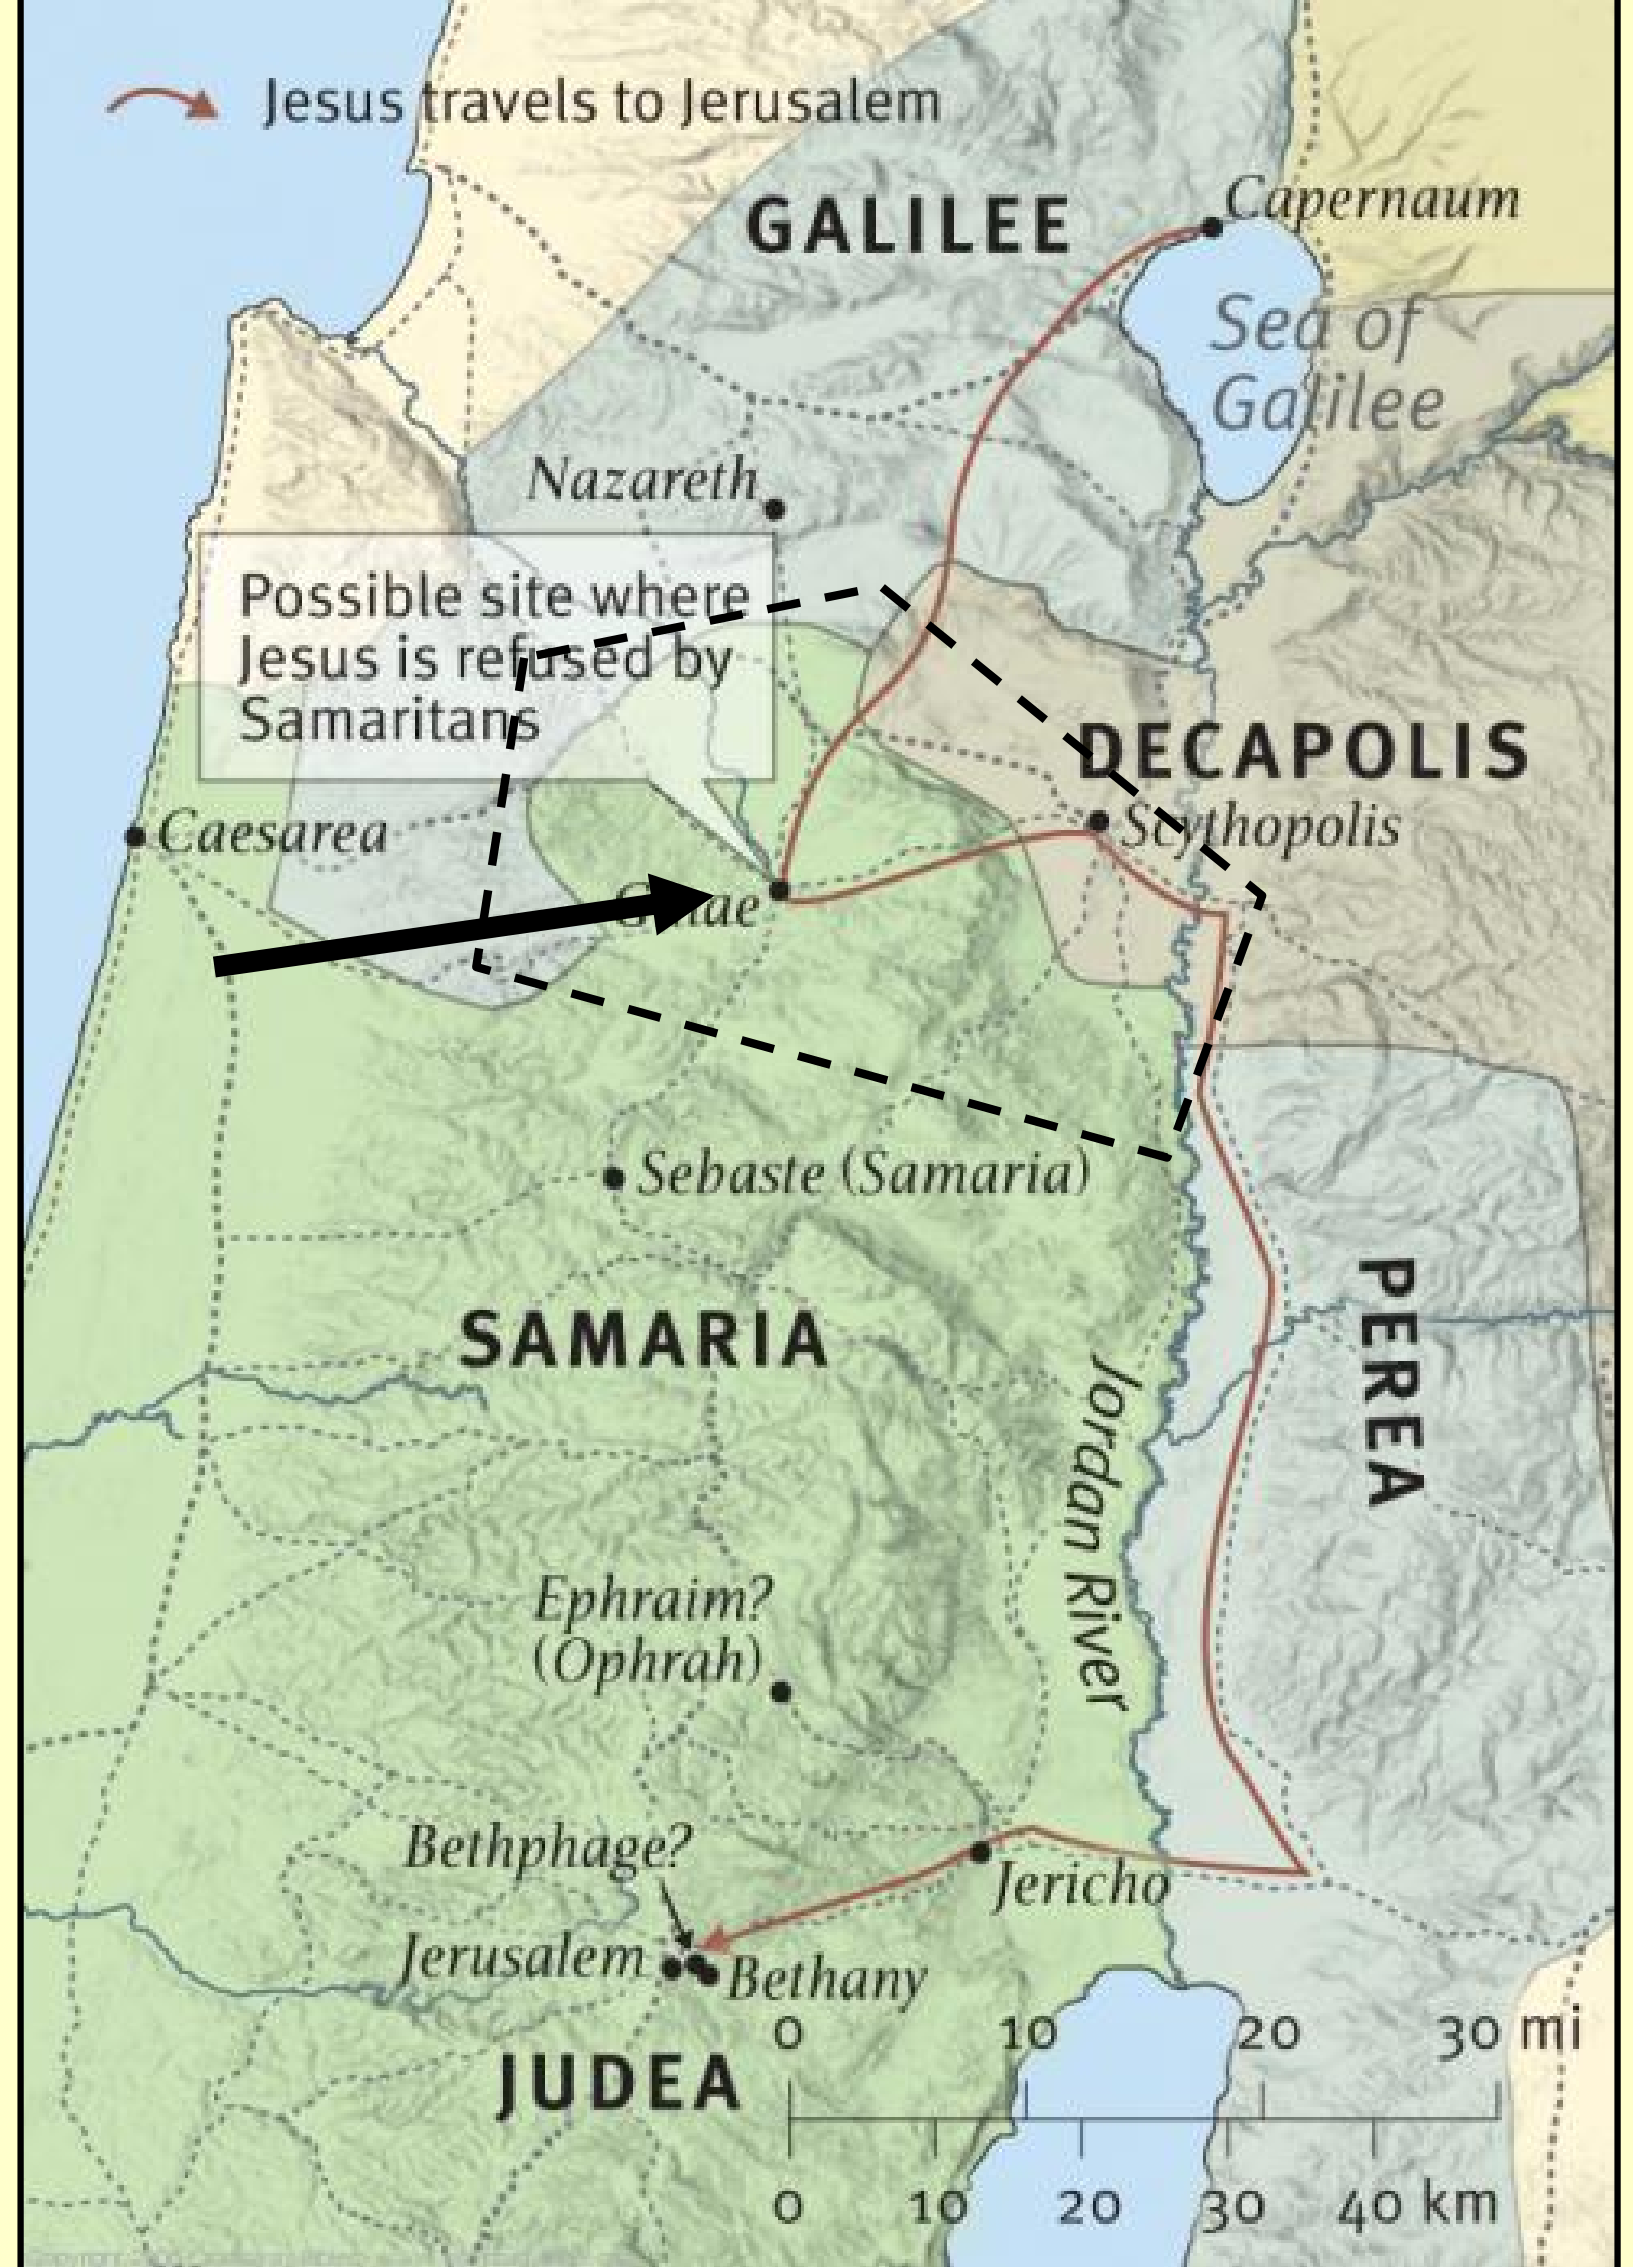 Jesus travels to Jerusalem
Capernaum
GALILEE
Sea of
Galilee
Nazareth
Possible site where
Jesus is refused by
Samaritans
DECAPOLIS
Scythopolis
Caesarea
Sebaste (Samaria)
SAMARIA
PEREA
Jordan River
Ephraim?
(Ophrah)
Bethphage?
Jericho
Jerusalem
Bethany
0 10 20 30 mi
JUDEA
0 10 20 30 40 km